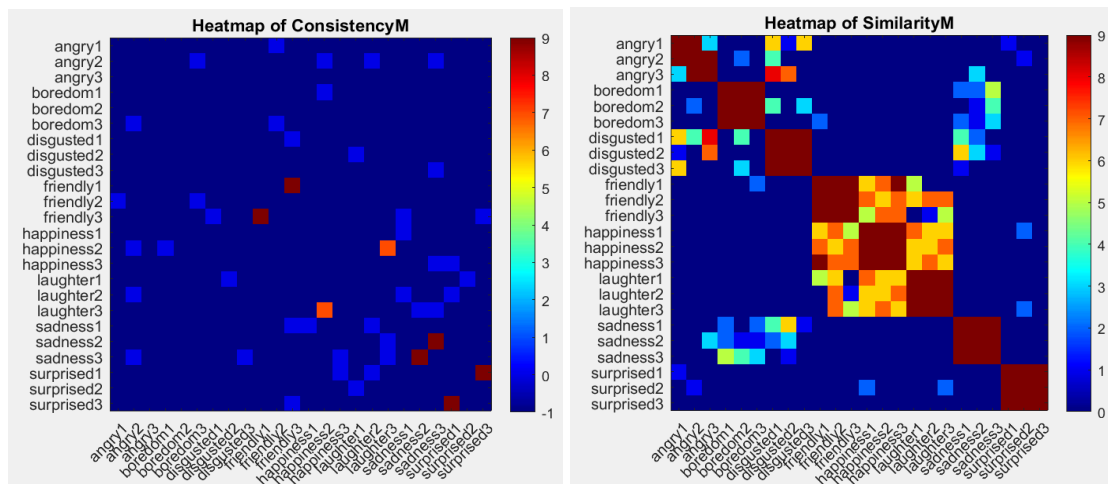 Heatmap of ConsistencyM
angry1
angry2
angry3
boredom1
boredom2
boredom3
disgusted1
disgusted2
disgusted3
friendly1
friendly2
friendly3
happiness1
happiness2
happiness3
laughter1
laughter2
laughter3
sadness1
sadness2
sadness3
surprised1
surprised2
surprised3
angry1
angry2
angry3
boredom1
boredom2
boredom3
disgusted1
disgusted2
disgusted3
friendly1
friendly2
friendly3
happiness1
happiness2
happiness3
laughter1
laughter2
laughter3
sadness1
sadness2
sadness3
surprised1
surprised2
surprised3
9
8
7
6
5
4
3
2
1
0
-1
Heatmap of SimilarityM
angry1
angry2
angry3
boredom1
boredom2
boredom3
disgusted1
disgusted2
disgusted3
friendly1
friendly2
friendly3
happiness1
happiness2
happiness3
laughter1
laughter2
laughter3
sadness1
sadness2
sadness3
surprised1
surprised2
surprised3
angry1
angry2
angry3
boredom1
boredom2
boredom3
disgusted1
disgusted2
disgusted3
friendly1
friendly2
friendly3
happiness1
happiness2
happiness3
laughter1
laughter2
laughter3
sadness1
sadness2
sadness3
surprised1
surprised2
surprised3
9
8
7
6
5
4
3
2
1
0